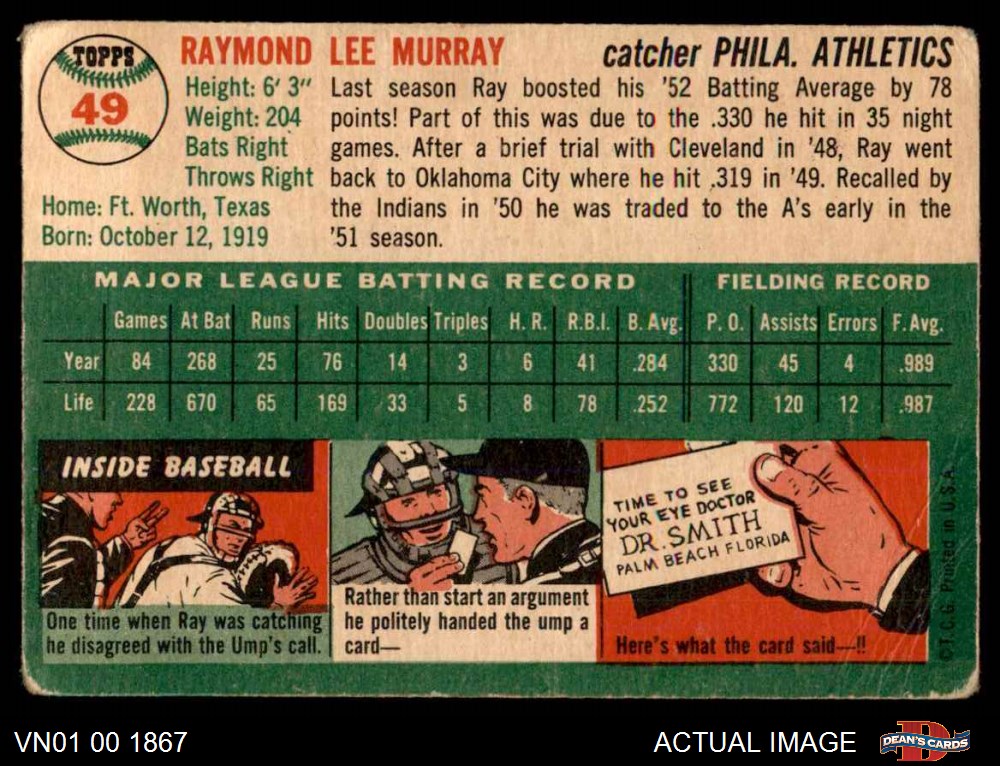 TOPPS
49
RAYMOND LEE MURRAY
catcher PHILA. ATHLETICS
Height: 6' 3"
Weight: 204
Bats Right
Throws Right
Home: Ft. Worth, Texas
Born: October 12, 1919
Last season Ray boosted his '52 Batting Average by 78
points! Part of this was due to the .330 he hit in 35 night
games. After a brief trial with Cleveland in '48, Ray went
back to Oklahoma City where he hit .319 in '49. Recalled by
the Indians in '50 he was traded to the A's early in the
'51 season.
MAJOR LEAGUE BATTING RECORD FIELDING RECORD
Games At Bat Runs Hits Doubles Triples H. R. R.B.I. B. Avg. P. O. Assists Errors F. Avg.
Year 84 268 25 76 14 3 6 41 .284 330 45 4 .989
Life 228 670 65 169 33 5 8 78 .252 772 120 12 .987
INSIDE BASEBALL
One time when Ray was catching
he disagreed with the Ump's call.
Rather than start an argument
he politely handed the ump a
card—
TIME TO SEE
YOUR EYE DOCTOR
DR. SMITH
PALM BEACH FLORIDA
Here's what the card said—!!
©T.C.G. Printed in U.S.A.
VN01 00 1867
ACTUAL IMAGE
D
DEAN'S CARDS